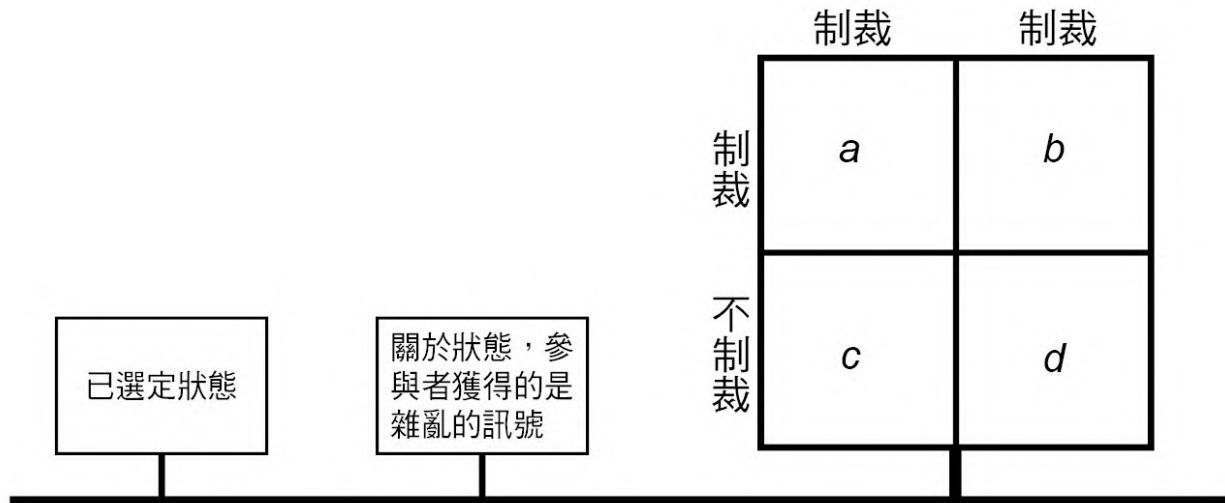 制裁 制裁
制裁
a b
不制裁
c d
已選定狀態
關於狀態，參
與者獲得的是
雜亂的訊號